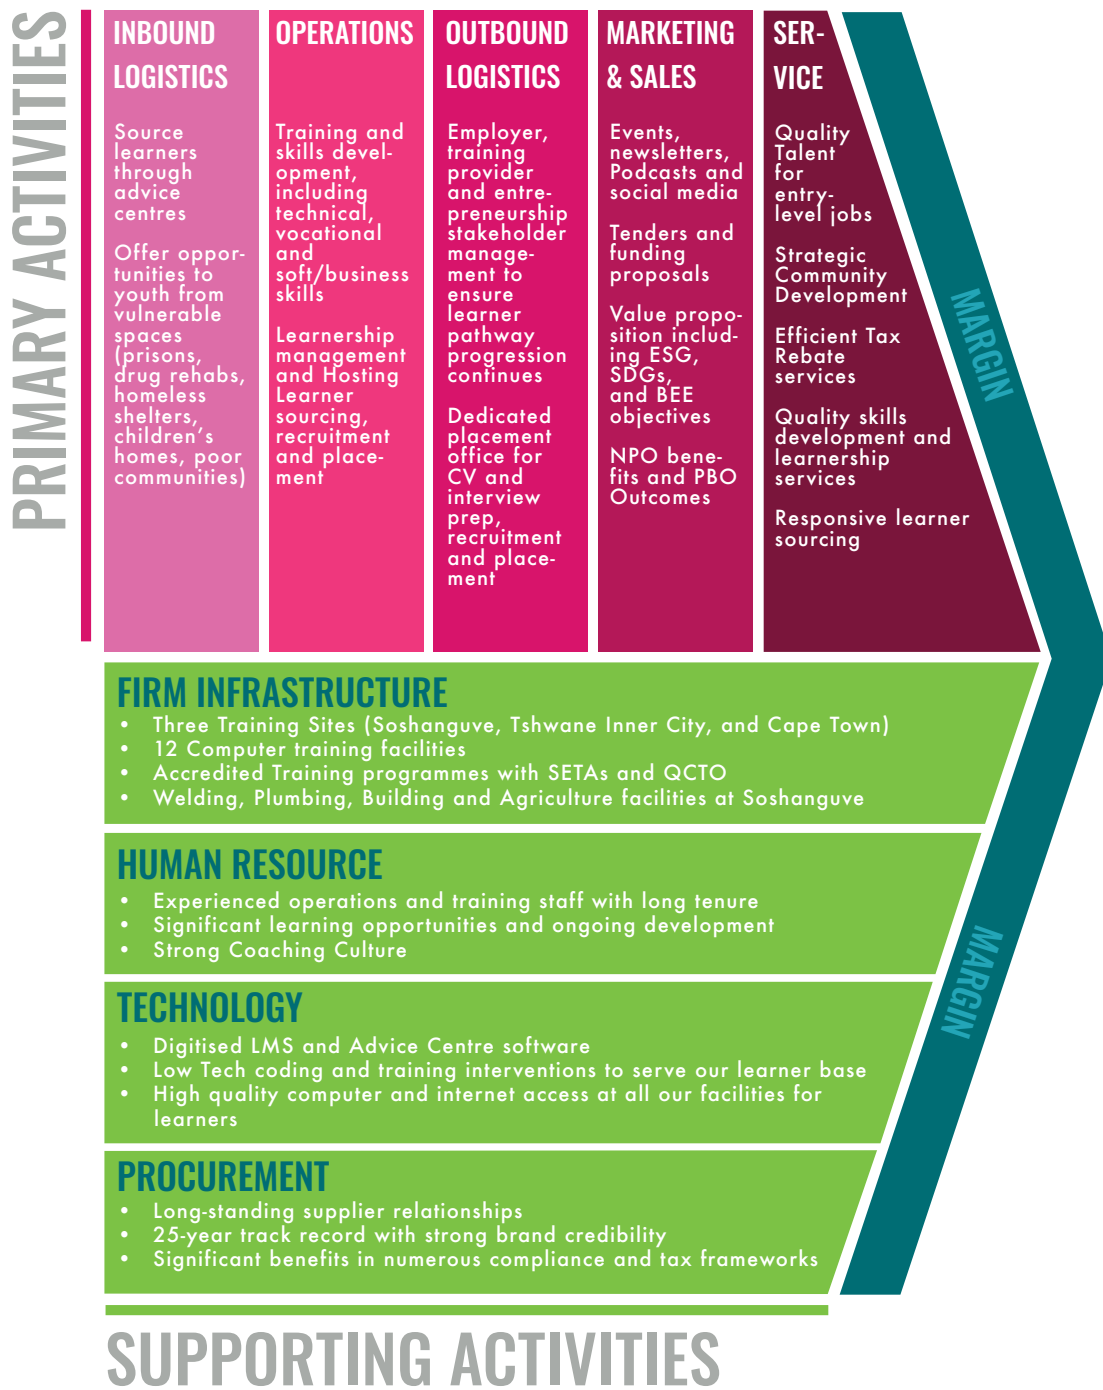 PRIMARY ACTIVITIES
INBOUND
LOGISTICS
Source
learners
through
advice
centres
Offer oppor-
tunities to
youth from
vulnerable
spaces
(prisons,
drug rehabs,
homeless
shelters,
children's
homes, poor
communities)
OPERATIONS
Training and
skills devel-
opment,
including
technical,
vocational
and
soft/business
skills
Learnership
management
and Hosting
Learner
sourcing,
recruitment
and place-
ment
OUTBOUND
LOGISTICS
Employer,
training
provider
and entre-
preneurship
stakeholder
manage-
ment to
ensure
learner
pathway
progression
continues
Dedicated
placement
office for
CV and
interview
prep,
recruitment
and place-
ment
MARKETING
& SALES
Events,
newsletters,
Podcasts and
social media
Tenders and
funding
proposals
Value propo-
sition includ-
ing ESG,
SDGs,
and BEE
objectives
NPO bene-
fits and PBO
Outcomes
SER-
VICE
Quality
Talent
for
entry-
level jobs
Strategic
Community
Development
Efficient Tax
Rebate
services
Quality skills
development and
learnership
services
Responsive learner
sourcing
MARGIN
FIRM INFRASTRUCTURE
• Three Training Sites (Soshanguve, Tshwane Inner City, and Cape Town)
• 12 Computer training facilities
• Accredited Training programmes with SETAs and QCTO
• Welding, Plumbing, Building and Agriculture facilities at Soshanguve
HUMAN RESOURCE
• Experienced operations and training staff with long tenure
• Significant learning opportunities and ongoing development
• Strong Coaching Culture
TECHNOLOGY
• Digitised LMS and Advice Centre software
• Low Tech coding and training interventions to serve our learner base
• High quality computer and internet access at all our facilities for
learners
PROCUREMENT
• Long-standing supplier relationships
• 25-year track record with strong brand credibility
• Significant benefits in numerous compliance and tax frameworks
MARGIN
SUPPORTING ACTIVITIES